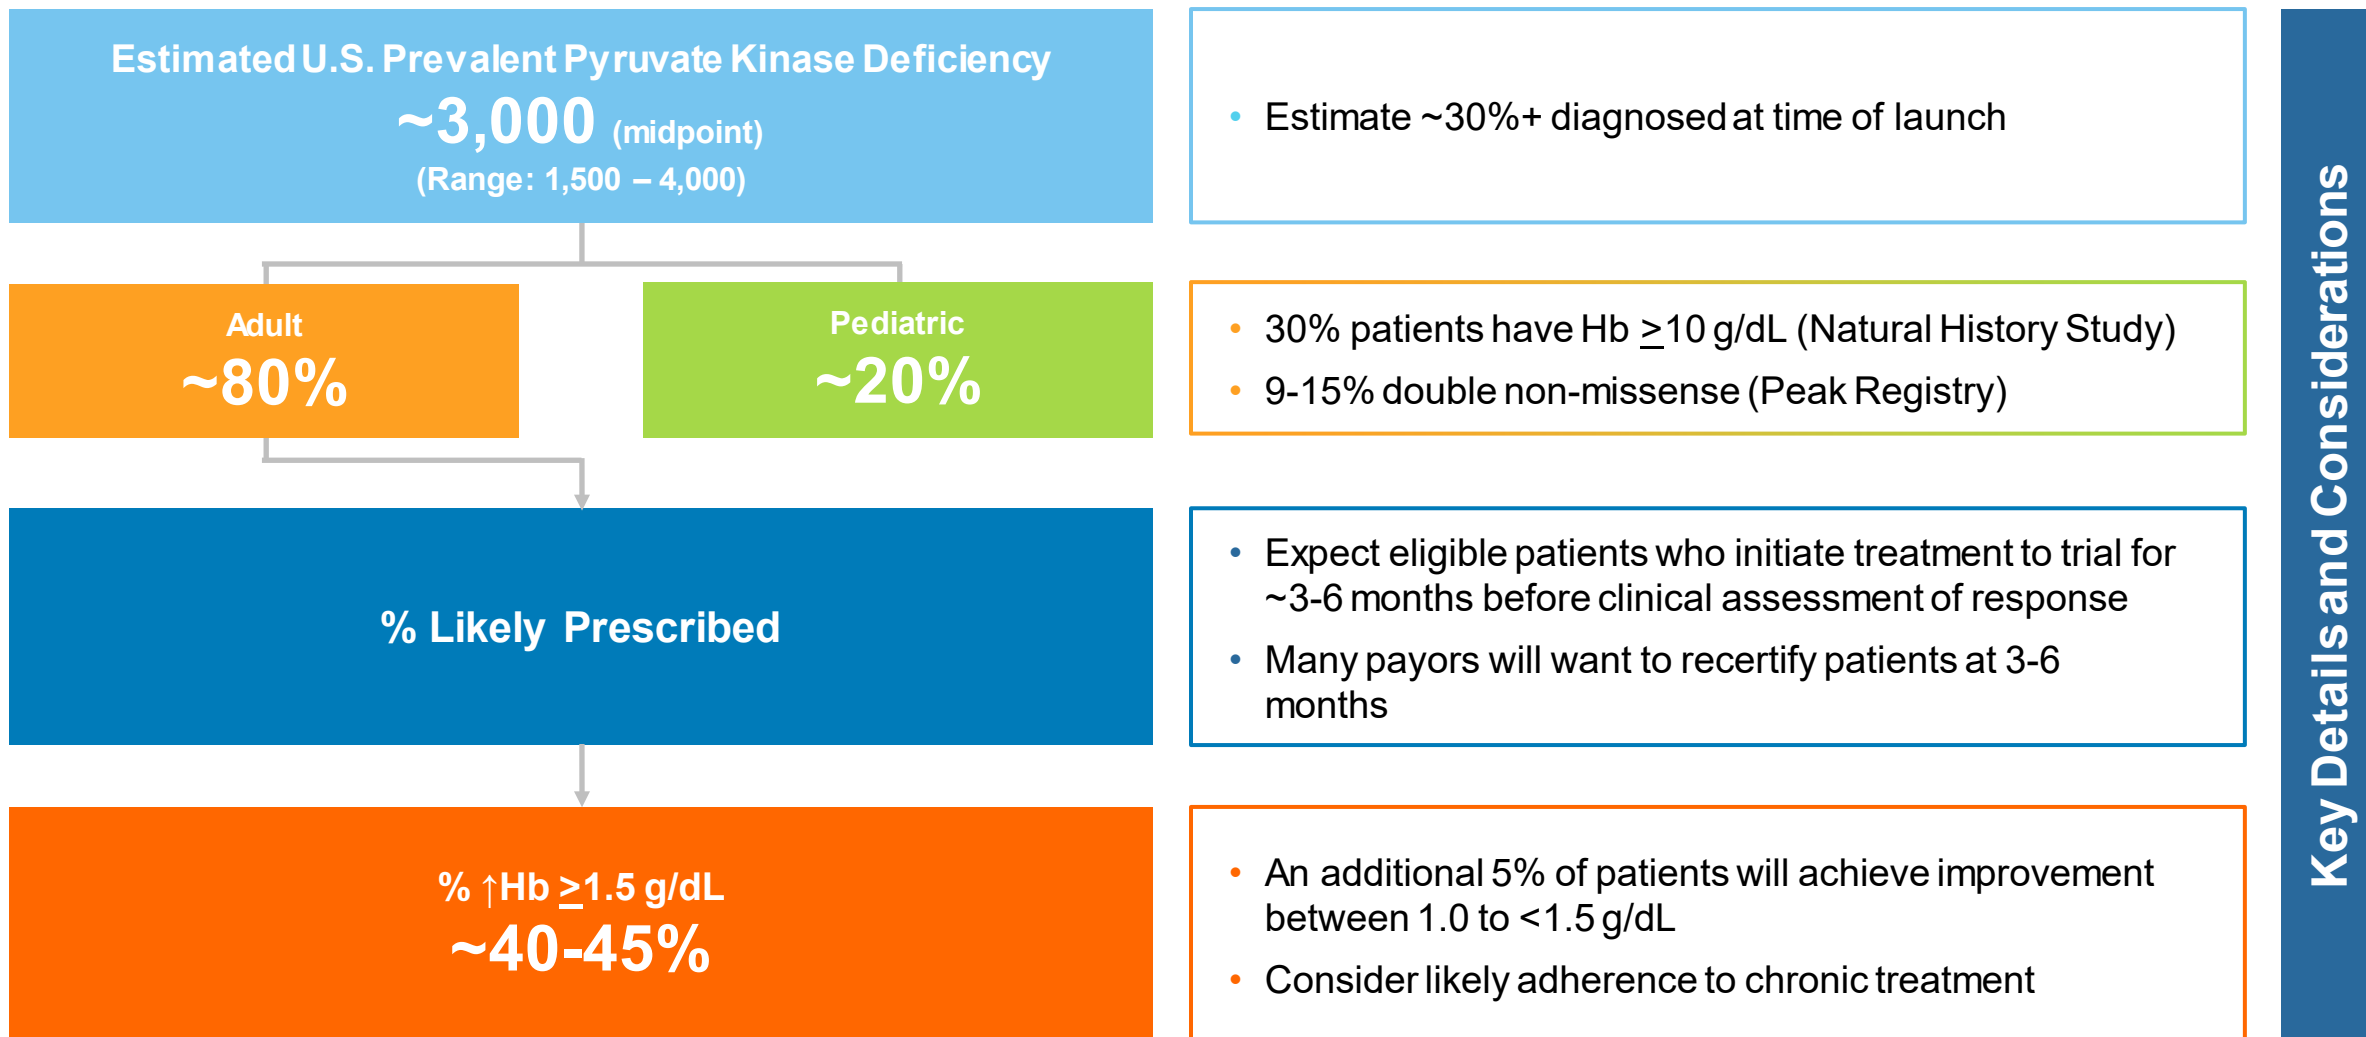 Estimated U.S. Prevalent Pyruvate Kinase Deficiency
~3,000 (midpoint)
(Range: 1,500 – 4,000)
• Estimate ~30%+ diagnosed at time of launch
Adult
~80%
Pediatric
~20%
• 30% patients have Hb ≥10 g/dL (Natural History Study)
• 9-15% double non-missense (Peak Registry)
% Likely Prescribed
• Expect eligible patients who initiate treatment to trial for
~3-6 months before clinical assessment of response
• Many payors will want to recertify patients at 3-6
months
% ↑Hb ≥1.5 g/dL
~40-45%
• An additional 5% of patients will achieve improvement
between 1.0 to <1.5 g/dL
• Consider likely adherence to chronic treatment
Key Details and Considerations